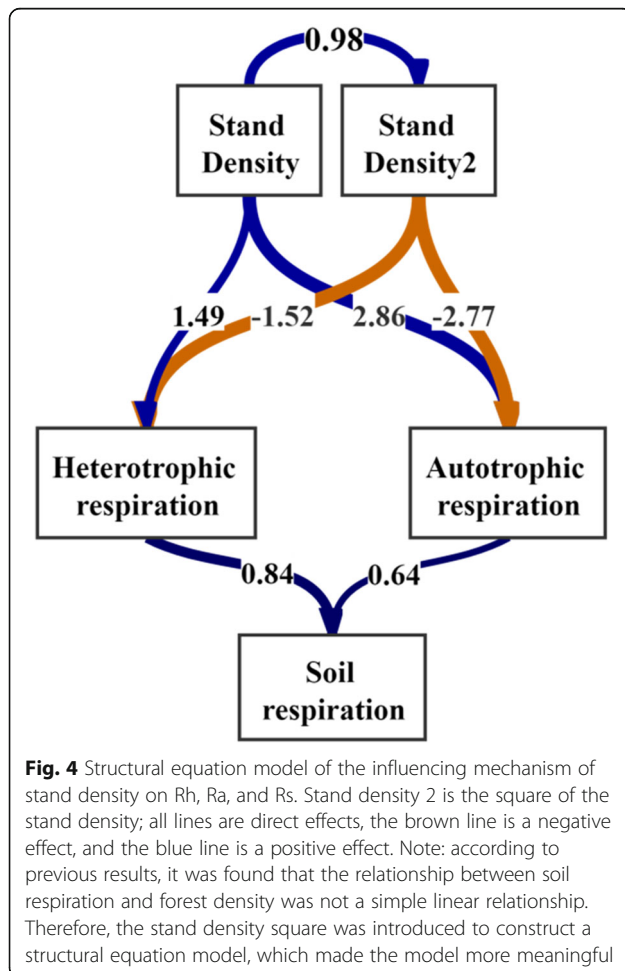 0.98
Stand Stand
Density Density2
1.49 -1.52 2.86 -2.77
Heterotrophic Autotrophic
respiration respiration
0.84 0.64
Soil
respiration
Fig. 4 Structural equation model of the influencing mechanism of
stand density on Rh, Ra, and Rs. Stand density 2 is the square of the
stand density; all lines are direct effects, the brown line is a negative
effect, and the blue line is a positive effect. Note: according to
previous results, it was found that the relationship between soil
respiration and forest density was not a simple linear relationship.
Therefore, the stand density square was introduced to construct a
structural equation model, which made the model more meaningful